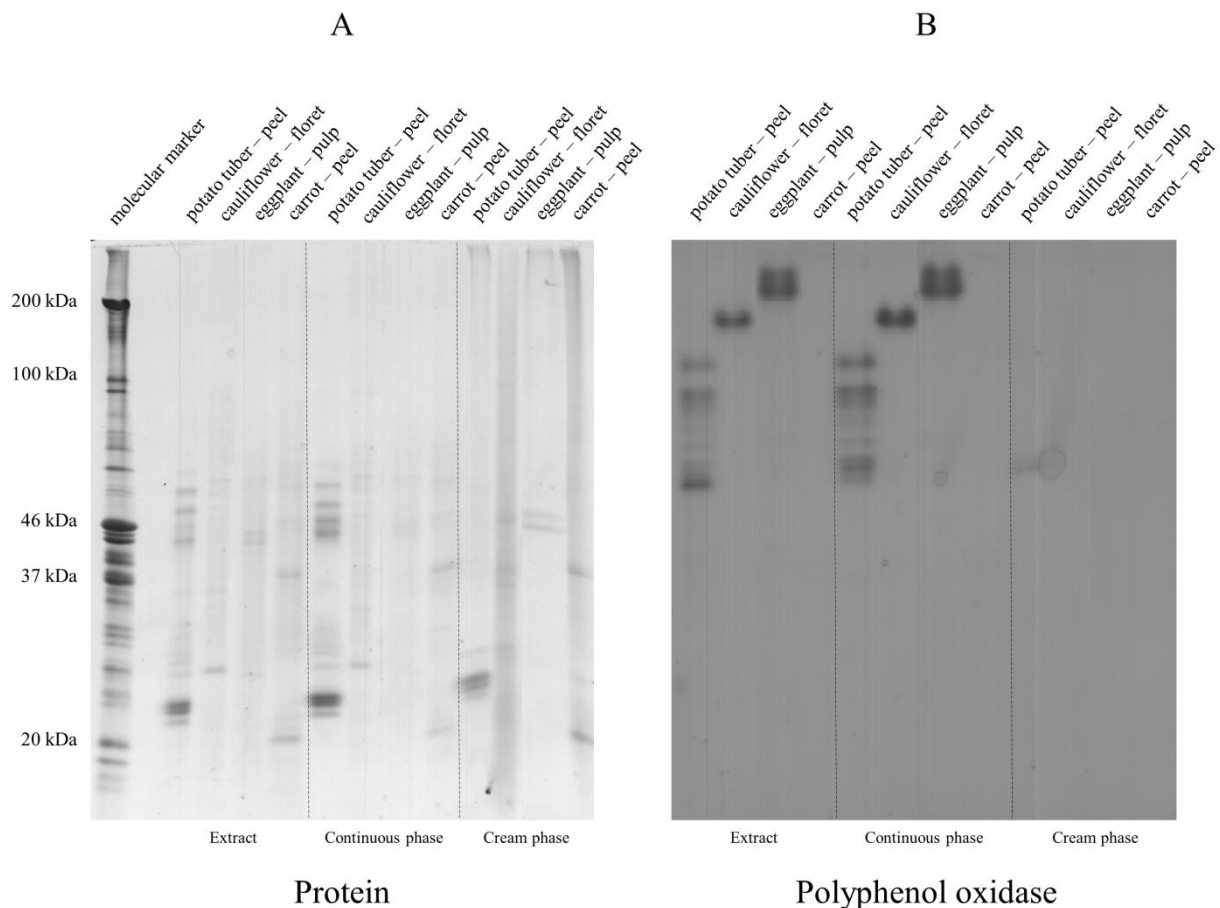 A
B
molecular marker
potato tuber – peel
cauliflower – floret
eggplant – pulp
carrot – peel
potato tuber – peel
cauliflower – floret
eggplant – pulp
carrot – peel
potato tuber – peel
cauliflower – floret
eggplant – pulp
carrot – peel
potato tuber – peel
cauliflower – floret
eggplant – pulp
carrot – peel
potato tuber – peel
cauliflower – floret
eggplant – pulp
carrot – peel
potato tuber – peel
cauliflower – floret
eggplant – pulp
carrot – peel
200 kDa
100 kDa
46 kDa
37 kDa
20 kDa
Extract
Continuous phase
Cream phase
Extract
Continuous phase
Cream phase
Protein
Polyphenol oxidase